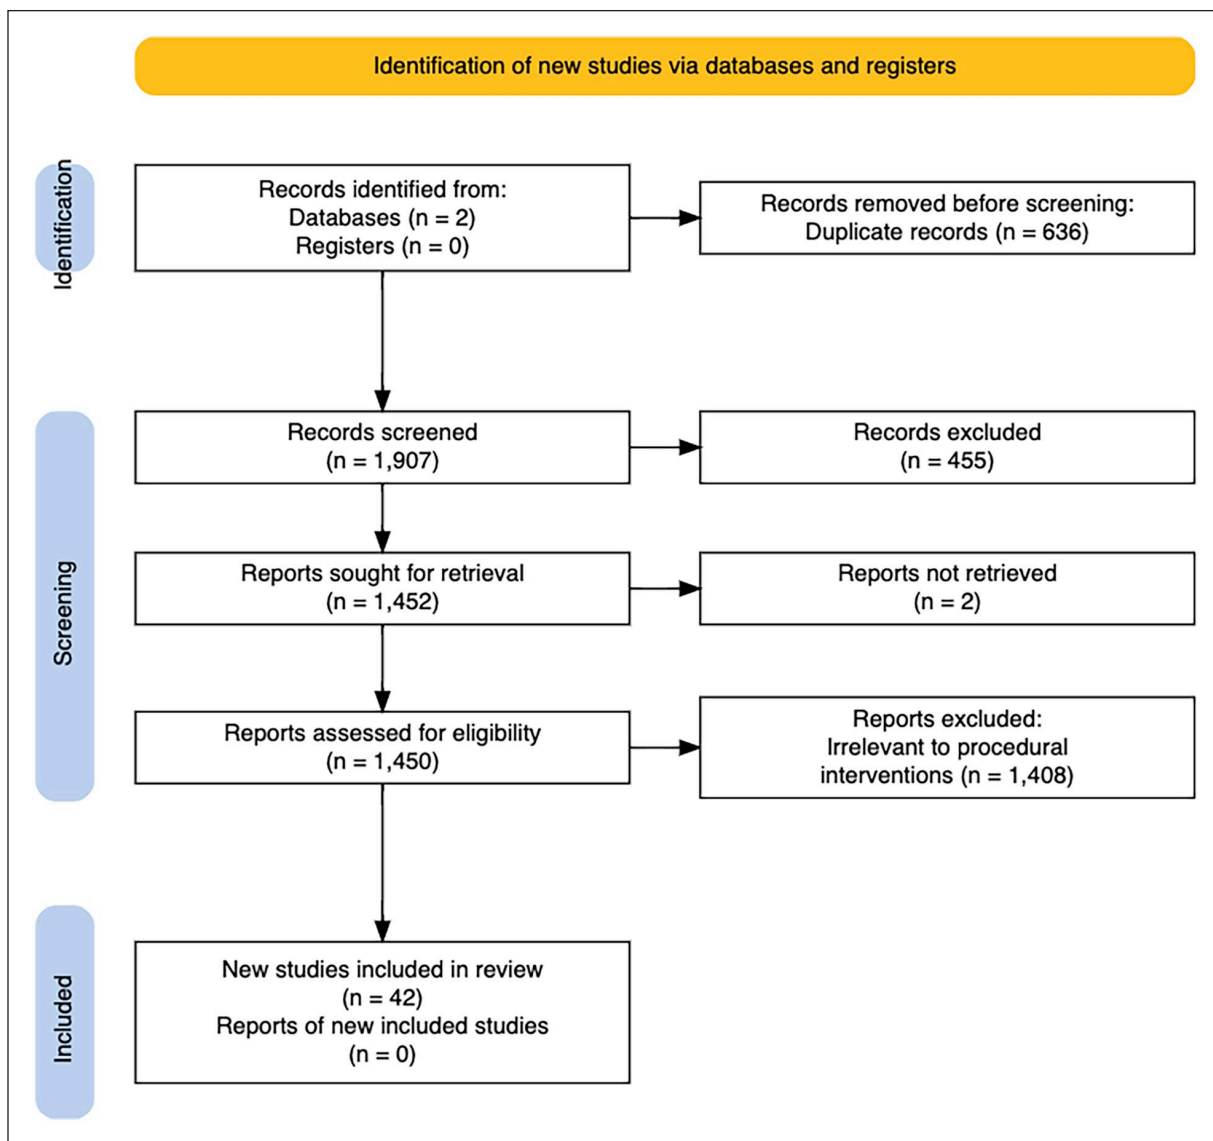 Identification of new studies via databases and registers
Identification
Records identified from:
Databases (n = 2)
Registers (n = 0)
Records removed before screening:
Duplicate records (n = 636)
Screening
Records screened
(n = 1,907)
Records excluded
(n = 455)
Reports sought for retrieval
(n = 1,452)
Reports not retrieved
(n = 2)
Reports assessed for eligibility
(n = 1,450)
Reports excluded:
Irrelevant to procedural
interventions (n = 1,408)
Included
New studies included in review
(n = 42)
Reports of new included studies
(n = 0)